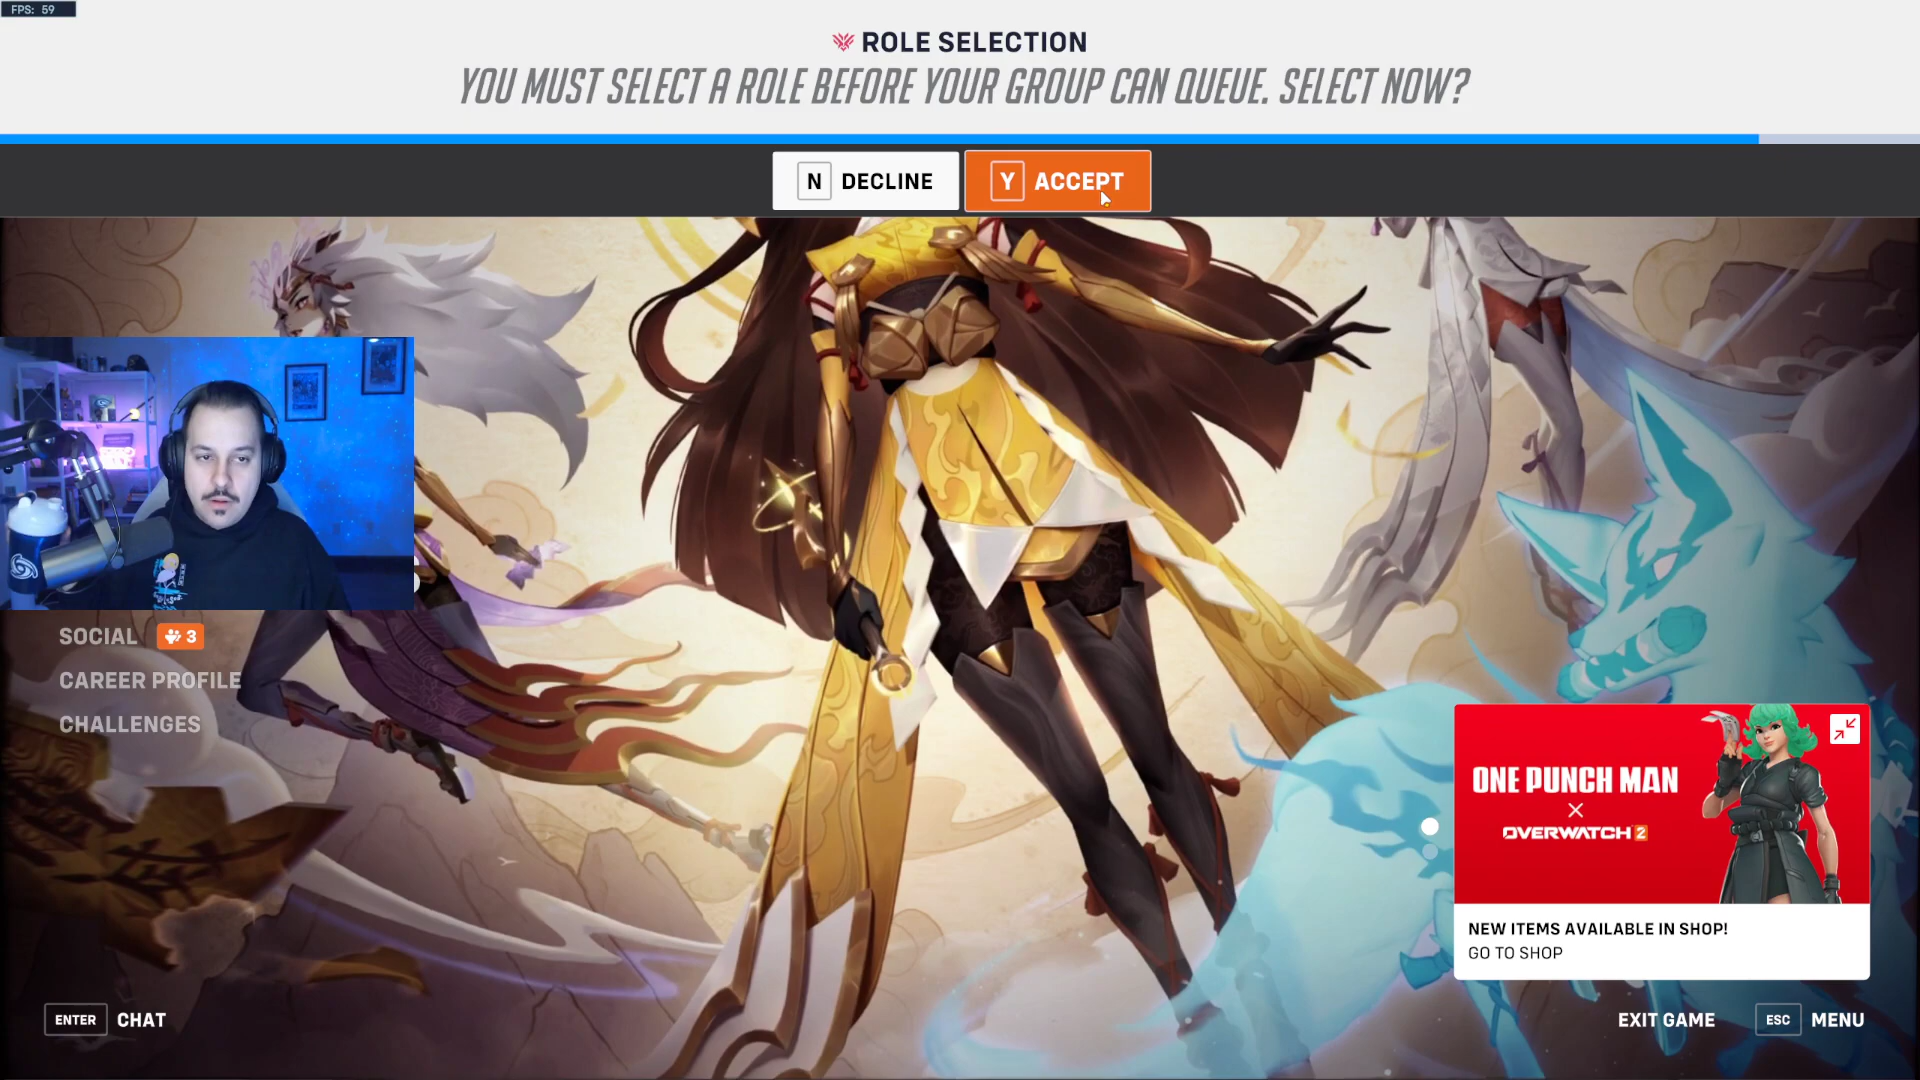 FPS: 59
ROLE SELECTION
YOU MUST SELECT A ROLE BEFORE YOUR GROUP CAN QUEUE. SELECT NOW?
N DECLINE
Y ACCEPT
SOCIAL 3
CAREER PROFILE
CHALLENGES
ONE PUNCH MAN
X
OVERWATCH 2
NEW ITEMS AVAILABLE IN SHOP!
GO TO SHOP
ENTER CHAT
EXIT GAME
ESC MENU